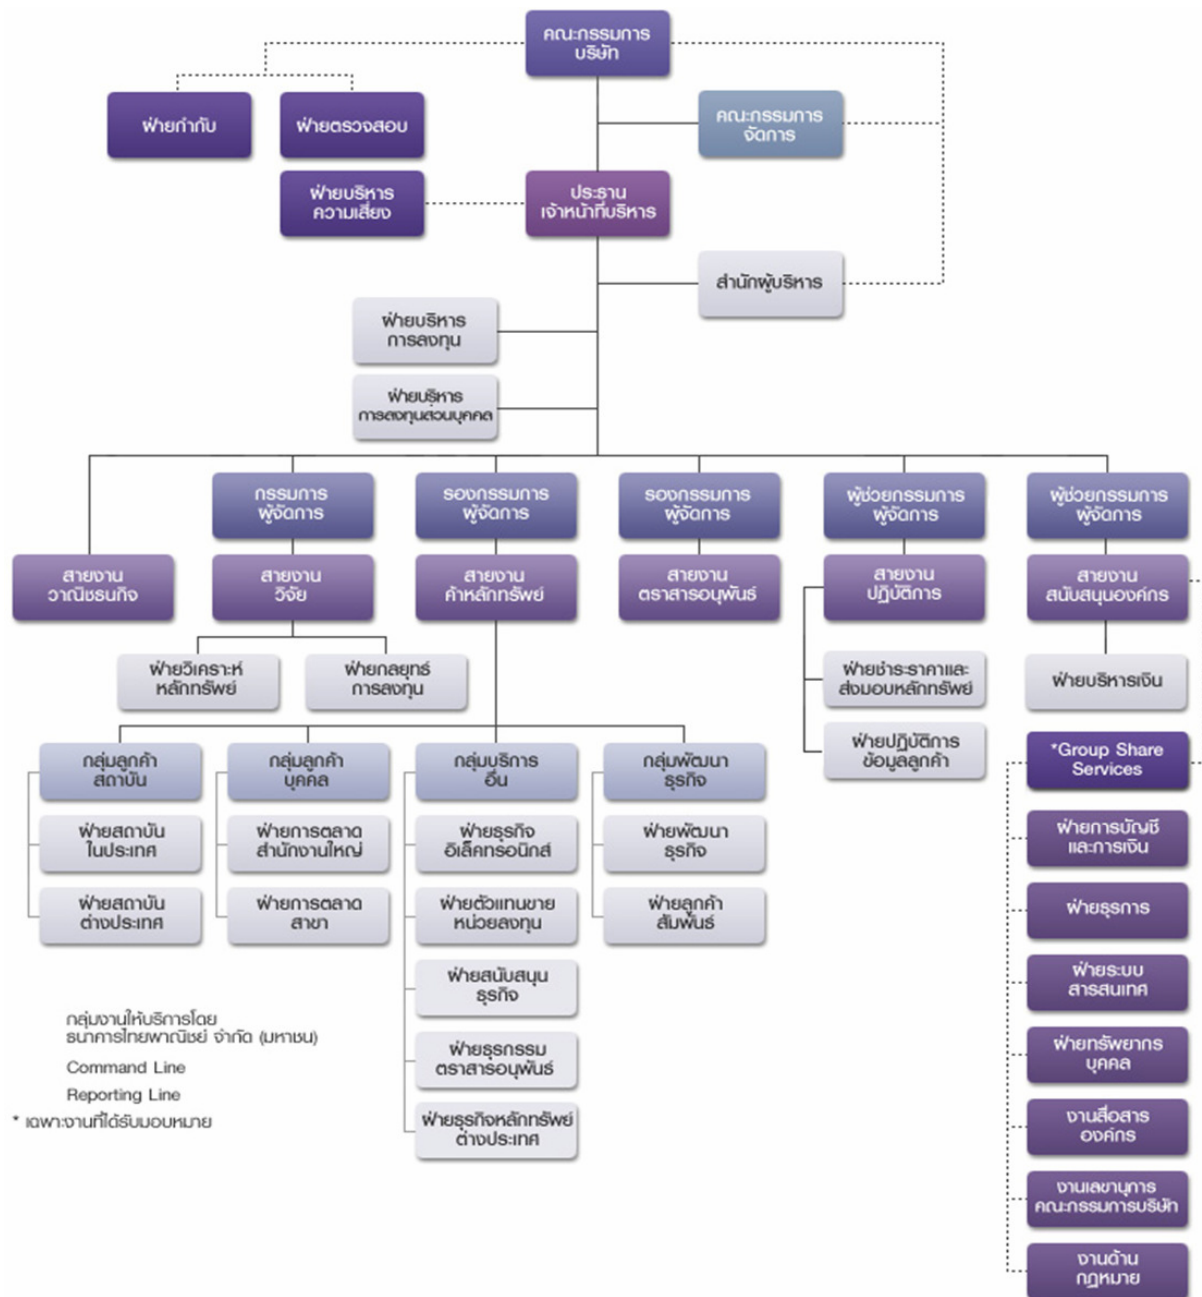 คณะกรรมการ
บริษัท
ฝ่ายกำกับ
ฝ่ายตรวจสอบ
คณะกรรมการ
จัดการ
ฝ่ายบริหาร
ความเสี่ยง
ประธาน
เจ้าหน้าที่บริหาร
สำนักผู้บริหาร
ฝ่ายบริหาร
การลงทุน
ฝ่ายบริหาร
การลงทุนส่วนบุคคล
กรรมการ
ผู้จัดการ
รองกรรมการ
ผู้จัดการ
รองกรรมการ
ผู้จัดการ
ผู้ช่วยกรรมการ
ผู้จัดการ
ผู้ช่วยกรรมการ
ผู้จัดการ
สายงาน
วาณิชธนกิจ
สายงาน
วิจัย
สายงาน
ค้าหลักทรัพย์
สายงาน
ตราสารอนุพันธ์
สายงาน
ปฏิบัติการ
สายงาน
สนับสนุนองค์กร
ฝ่ายวิเคราะห์
หลักทรัพย์
ฝ่ายกลยุทธ์
การลงทุน
ฝ่ายชำระราคาและ
ส่งมอบหลักทรัพย์
ฝ่ายบริหารเงิน
ฝ่ายปฏิบัติการ
ข้อมูลลูกค้า
*Group Share
Services
กลุ่มลูกค้า
สถาบัน
กลุ่มลูกค้า
บุคคล
กลุ่มบริการ
อื่น
กลุ่มพัฒนา
ธุรกิจ
ฝ่ายสถาบัน
ในประเทศ
ฝ่ายการตลาด
สำนักงานใหญ่
ฝ่ายธุรกิจ
อิเล็คทรอนิกส์
ฝ่ายพัฒนา
ธุรกิจ
ฝ่ายการบัญชี
และการเงิน
ฝ่ายสถาบัน
ต่างประเทศ
ฝ่ายการตลาด
สาขา
ฝ่ายตัวแทนขาย
หน่วยลงทุน
ฝ่ายลูกค้า
สัมพันธ์
ฝ่ายธุรการ
ฝ่ายสนับสนุน
ธุรกิจ
ฝ่ายระบบ
สารสนเทศ
ฝ่ายธุรกรรม
ตราสารอนุพันธ์
ฝ่ายทรัพยากร
บุคคล
ฝ่ายธุรกิจหลักทรัพย์
ต่างประเทศ
งานสื่อสาร
องค์กร
งานเลขานุการ
คณะกรรมการบริษัท
งานด้าน
กฎหมาย
กลุ่มงานให้บริการโดย
ธนาคารไทยพาณิชย์ จำกัด (มหาชน)
Command Line
Reporting Line
* เฉพาะงานที่ได้รับมอบหมาย